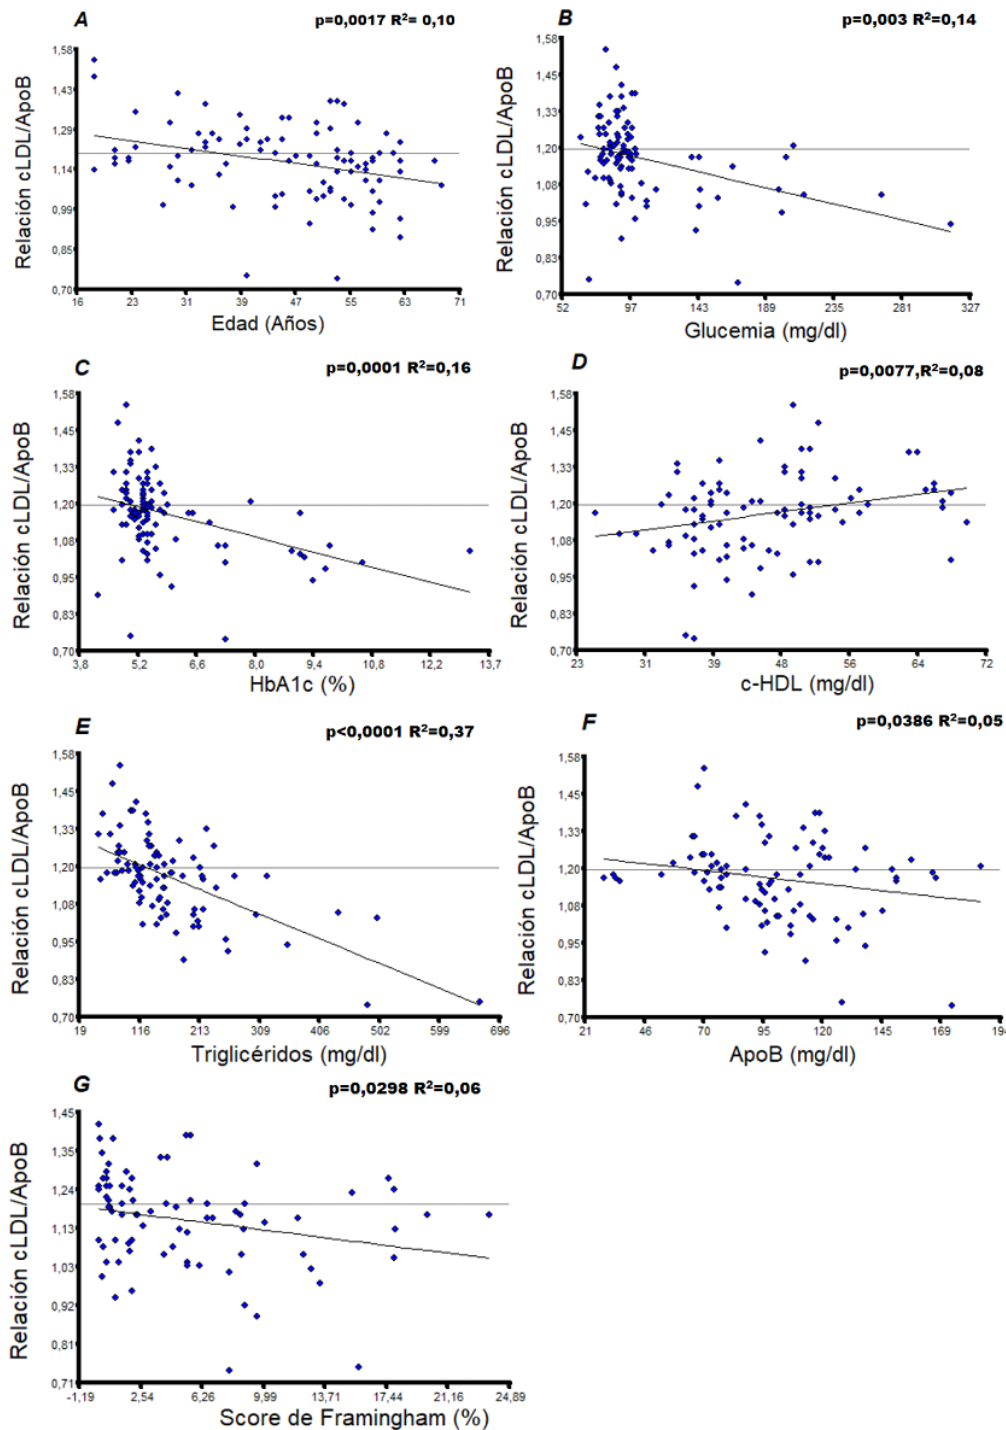 A
p=0,0017 R²= 0,10
Relación cLDL/ApoB
1,58
1,43
1,29
1,14
0,99
0,85
0,70
16 23 31 39 47 55 63 71
Edad (Años)
B
p=0,003 R²=0,14
Relación cLDL/ApoB
1,58
1,45
1,33
1,20
1,08
0,95
0,83
0,70
52 97 143 189 235 281 327
Glucemia (mg/dl)
C
p=0,0001 R²=0,16
Relación cLDL/ApoB
1,58
1,45
1,33
1,20
1,08
0,95
0,83
0,70
3,8 5,2 6,6 8,0 9,4 10,8 12,2 13,7
HbA1c (%)
D
p=0,0077,R²=0,08
Relación cLDL/ApoB
1,58
1,45
1,33
1,20
1,08
0,95
0,83
0,70
23 31 39 48 56 64 72
c-HDL (mg/dl)
E
p<0,0001 R²=0,37
Relación cLDL/ApoB
1,58
1,45
1,33
1,20
1,08
0,95
0,83
0,70
19 116 213 309 406 502 599 696
Triglicéridos (mg/dl)
F
p=0,0386 R²=0,05
Relación cLDL/ApoB
1,58
1,45
1,33
1,20
1,08
0,95
0,83
0,70
21 46 70 95 120 145 169 194
ApoB (mg/dl)
G
p=0,0298 R²=0,06
Relación cLDL/ApoB
1,45
1,35
1,24
1,13
1,03
0,92
0,81
0,71
-1,19 2,54 6,26 9,99 13,71 17,44 21,16 24,89
Score de Framingham (%)